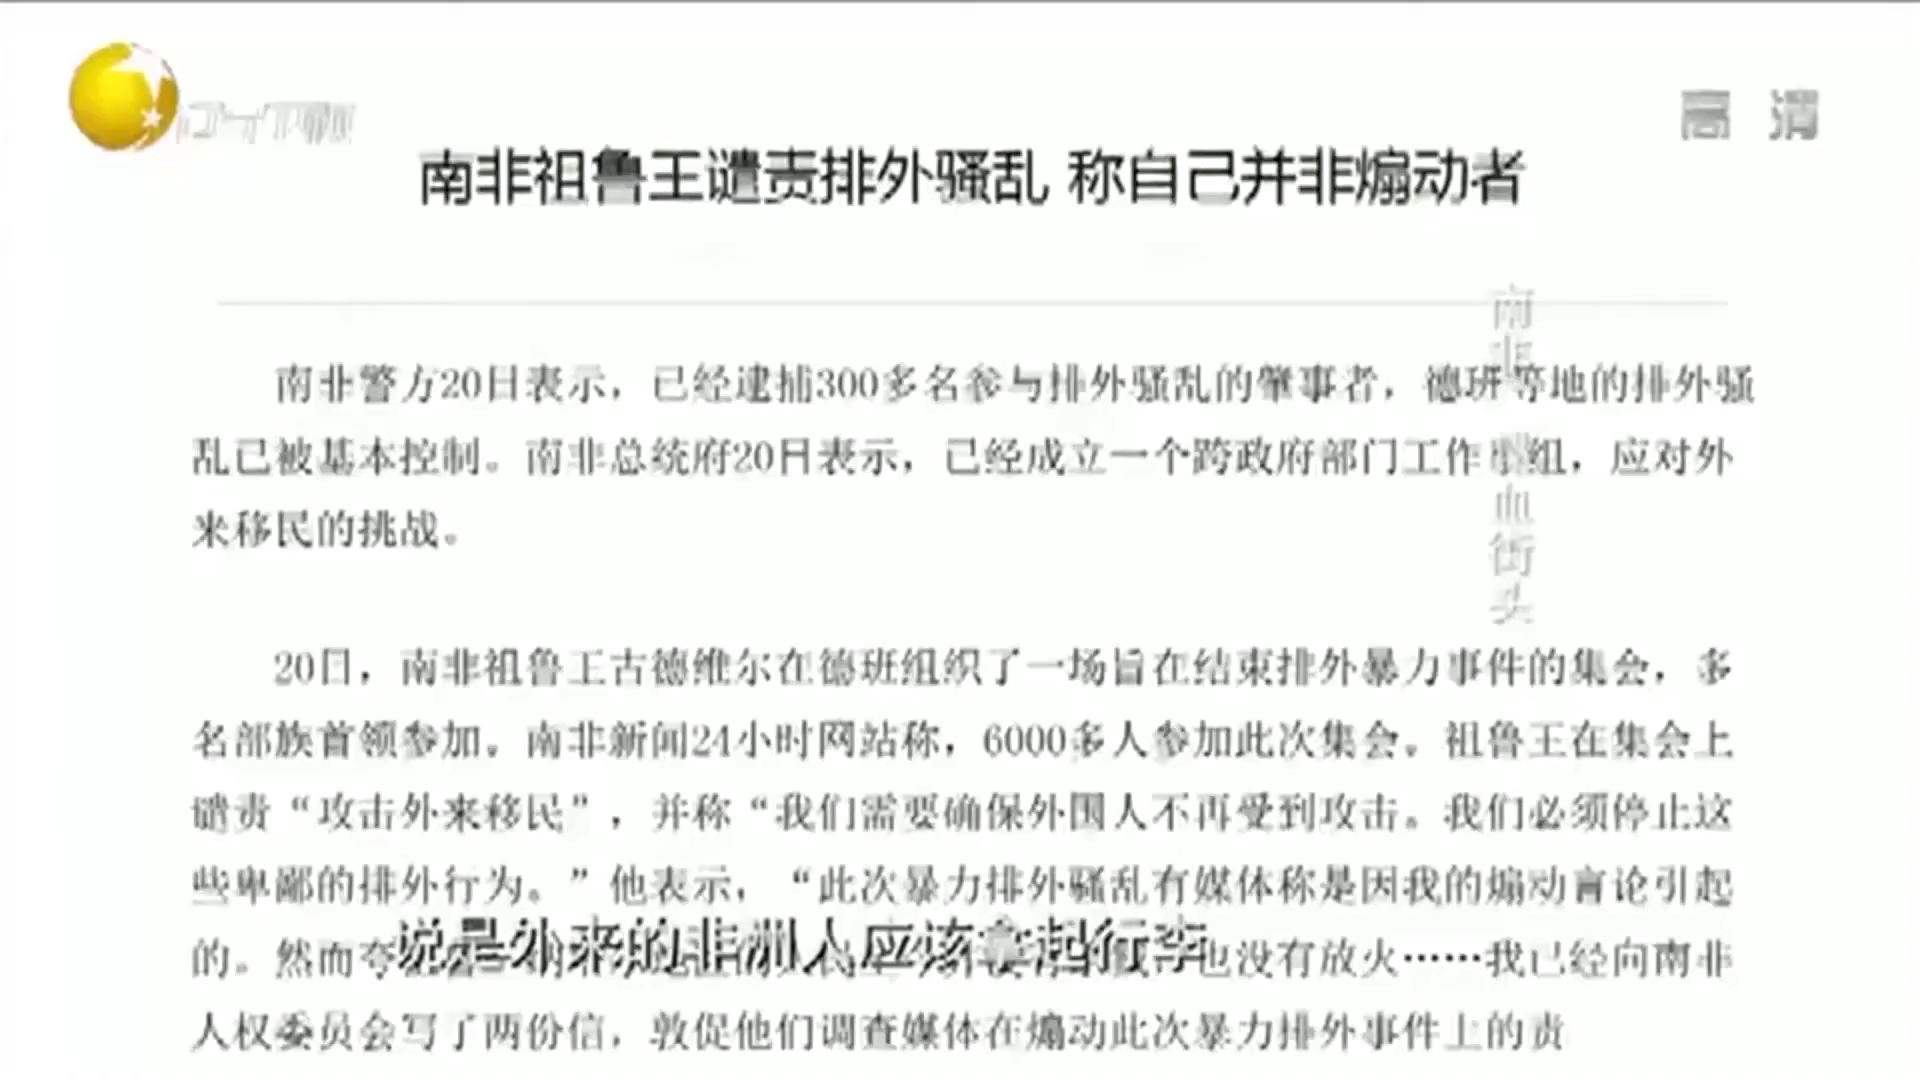 高清
南非祖鲁王谴责排外骚乱 称自己并非煽动者
南非警方20日表示，已经逮捕300多名参与排外骚乱的肇事者，德班等地的排外骚
乱已被基本控制。南非总统府20日表示，已经成立一个跨政府部门工作小组，应对外
来移民的挑战。
20日，南非祖鲁王古德维尔在德班组织了一场旨在结束排外暴力事件的集会，多
名部族首领参加。南非新闻24小时网站称，6000多人参加此次集会。祖鲁王在集会上
谴责“攻击外来移民”，并称“我们需要确保外国人不再受到攻击。我们必须停止这
些卑鄙的排外行为。”他表示，“此次暴力排外骚乱有媒体称是因我的煽动言论引起
的。然而夸 也没有放火……我已经向南非
说是外来的非洲人应该拿起行李
人权委员会写了两份信，敦促他们调查媒体在煽动此次暴力排外事件上的责
南非 血街头